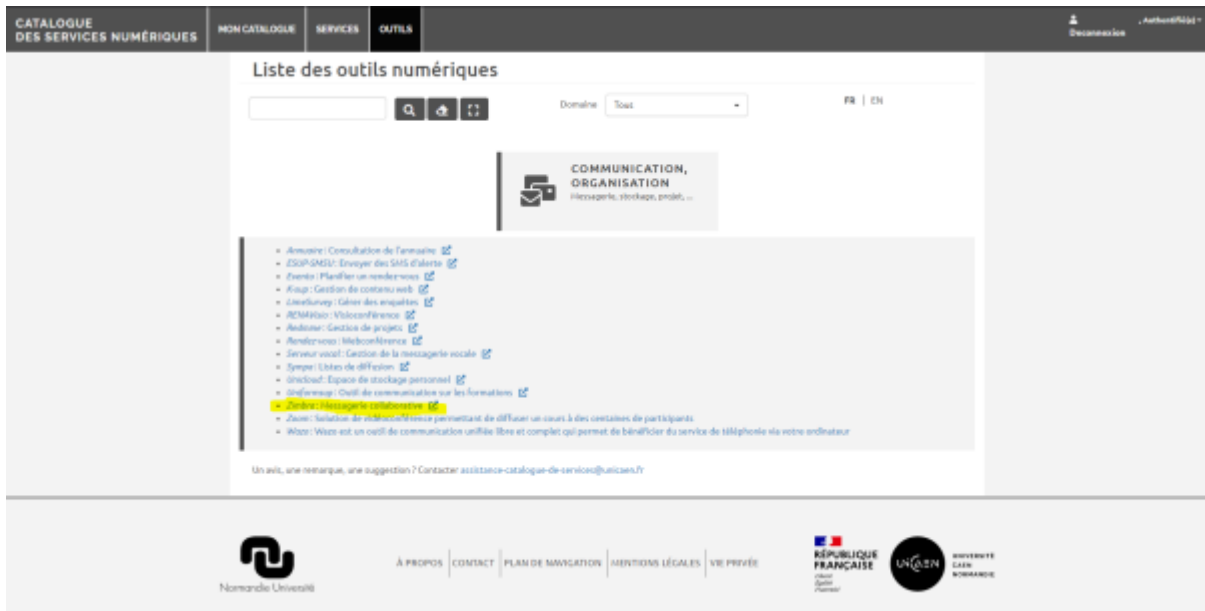 CATALOGUE
DES SERVICES NUMÉRIQUES
MON CATALOGUE
SERVICES
OUTILS
, Authentifié(e)
Deconnexion
Liste des outils numériques
Domaine
Tous
FR | EN
COMMUNICATION,
ORGANISATION
Messagerie, stockage, projet, ...
Annuaire : Consultation de l'annuaire
ESUP-SMSU : Envoyer des SMS d'alerte
Evento : Planifier un rendez-vous
K-sup : Gestion de contenu web
LimeSurvey : Gérer des enquêtes
RENAVisio : Visioconférence
Redmine : Gestion de projets
Rendez-vous : Webconférence
Serveur vocal : Gestion de la messagerie vocale
Sympa : Listes de diffusion
Unicloud : Espace de stockage personnel
Uniformsup : Outil de communication sur les formations
Zimbra : Messagerie collaborative
Zoom : Solution de vidéoconférence permettant de diffuser un cours à des centaines de participants
Wazo : Wazo est un outil de communication unifiée libre et complet qui permet de bénéficier du service de téléphonie via votre ordinateur
Un avis, une remarque, une suggestion ? Contacter assistance-catalogue-de-services@unicaen.fr
Normandie Université
À PROPOS | CONTACT | PLAN DE NAVIGATION | MENTIONS LÉGALES | VIE PRIVÉE
RÉPUBLIQUE
FRANÇAISE
Liberté
Égalité
Fraternité
UNICAEN
UNIVERSITÉ
CAEN
NORMANDIE